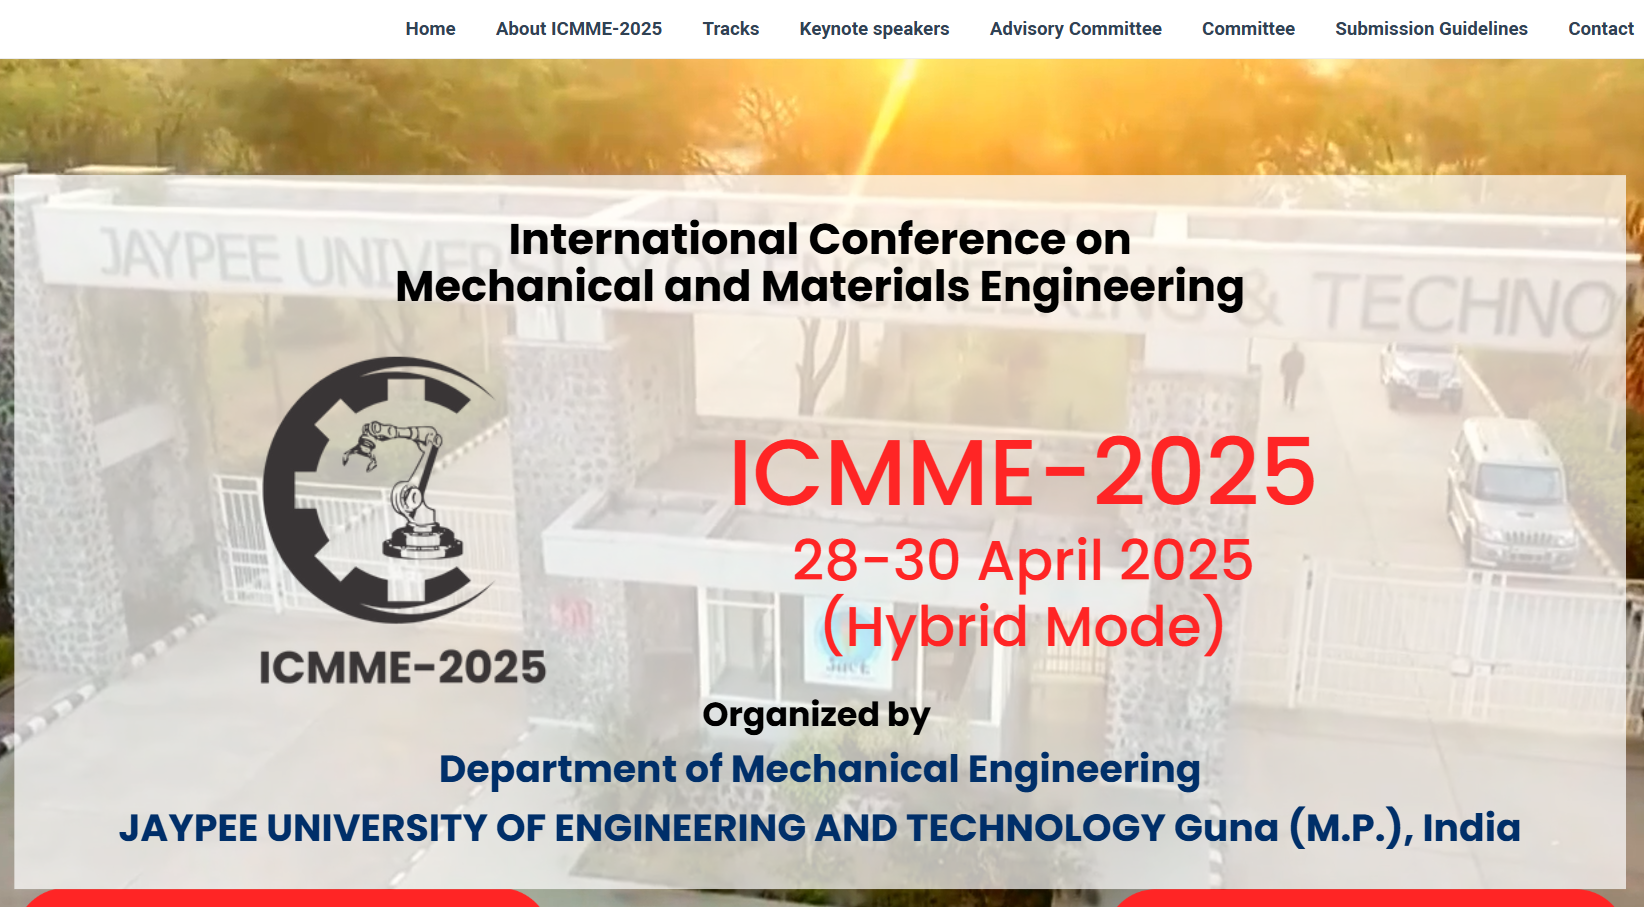 Home About ICMME-2025 Tracks Keynote speakers Advisory Committee Committee Submission Guidelines Contact
International Conference on
Mechanical and Materials Engineering
JAYPEE UNIVER ENGINEERING & TECHNO
ICMME-2025
28-30 April 2025
(Hybrid Mode)
ICMME-2025
Organized by
Department of Mechanical Engineering
JAYPEE UNIVERSITY OF ENGINEERING AND TECHNOLOGY Guna (M.P.), India